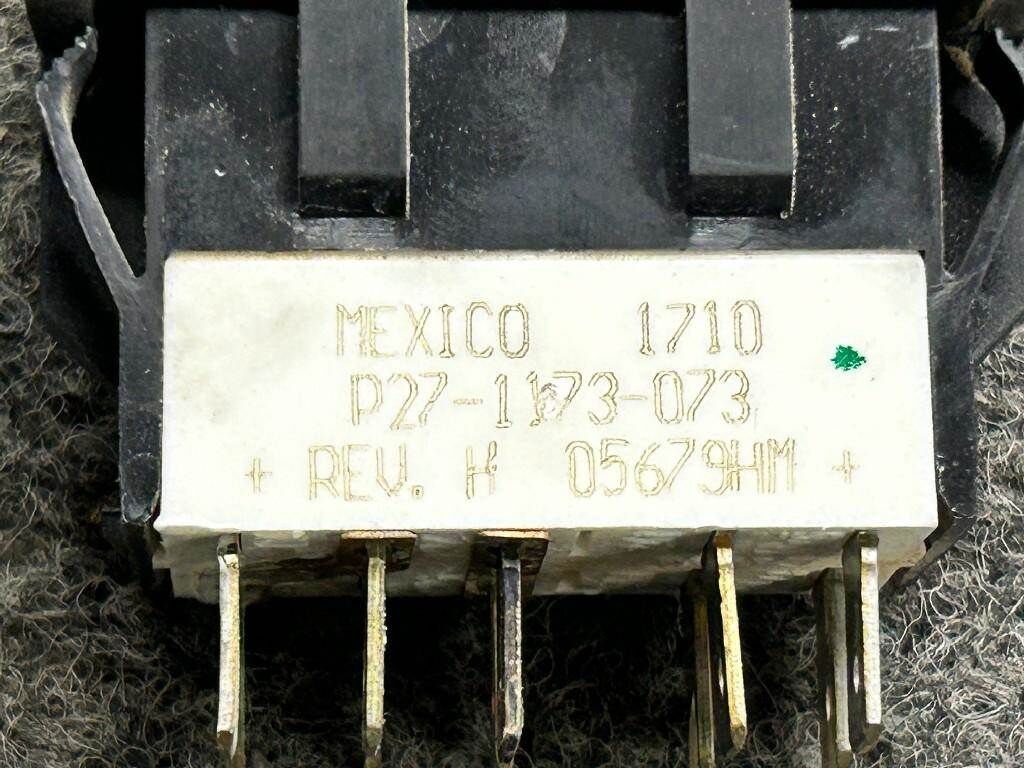 MEXICO 1710
P27-1173-073
+ REV. H 05679HM +